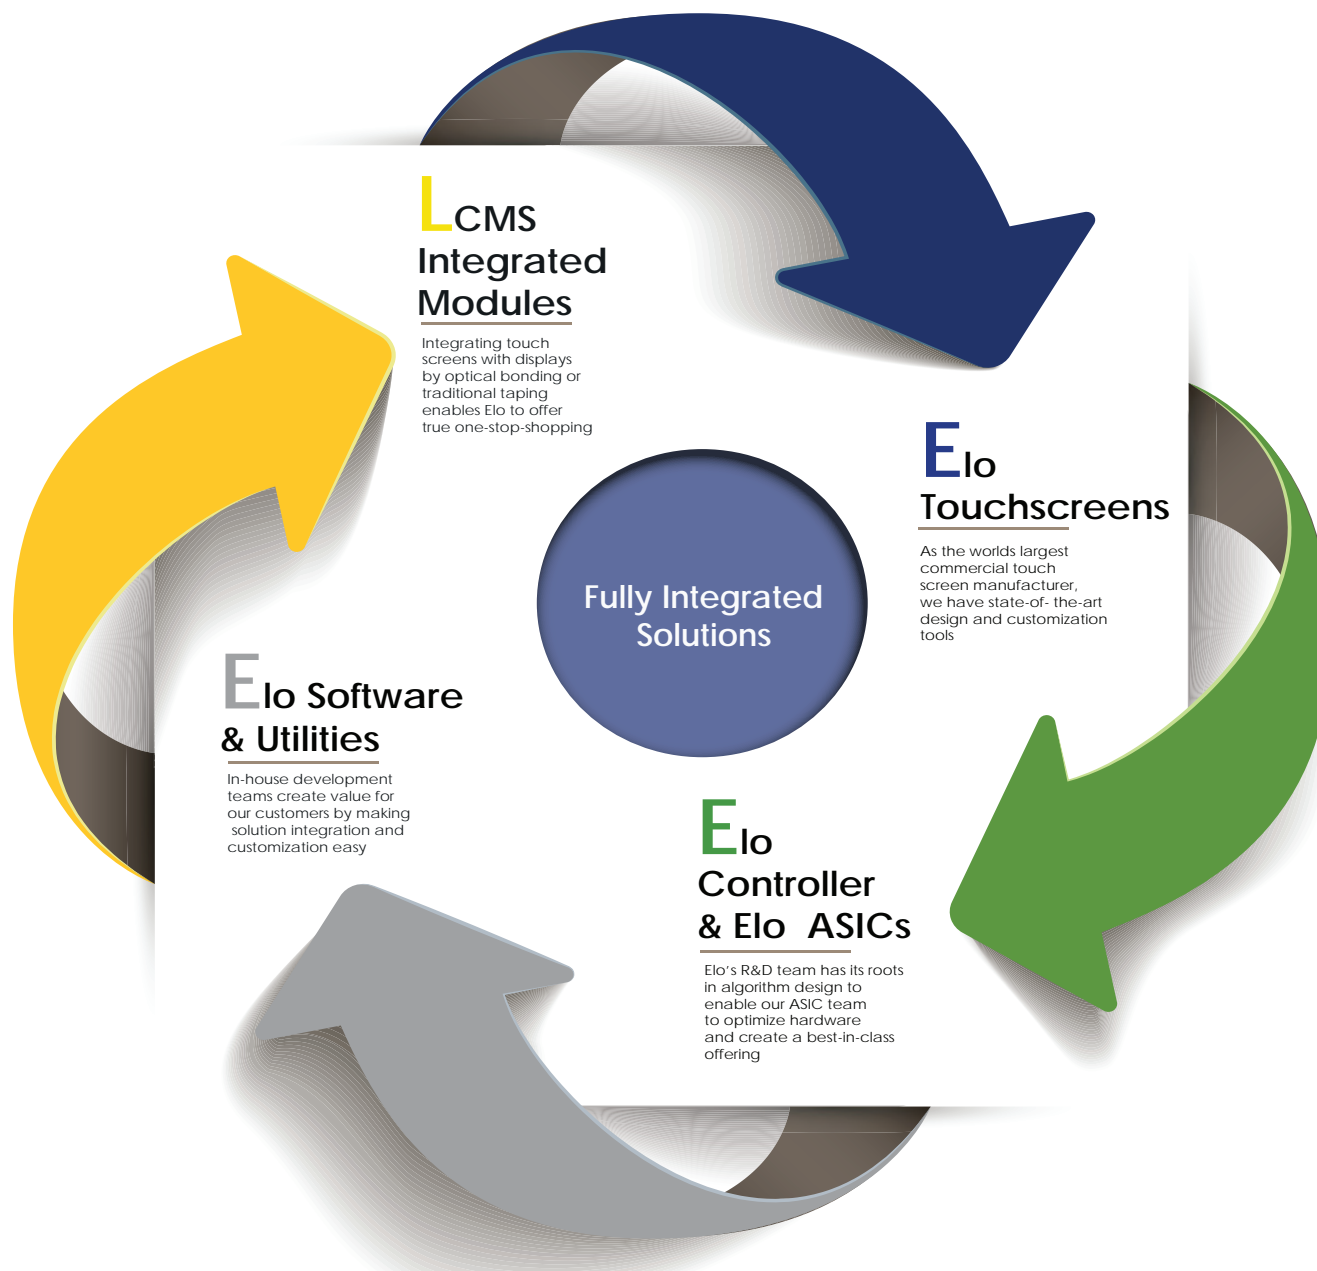 LCMS
Integrated
Modules
Integrating touch
screens with displays
by optical bonding or
traditional taping
enables Elo to offer
true one-stop-shopping
Elo
Touchscreens
As the worlds largest
commercial touch
screen manufacturer,
we have state-of- the-art
design and customization
tools
Fully Integrated
Solutions
Elo Software
& Utilities
In-house development
teams create value for
our customers by making
solution integration and
customization easy
Elo
Controller
& Elo  ASICs
Elo's R&D team has its roots
in algorithm design to
enable our ASIC team
to optimize hardware
and create a best-in-class
offering